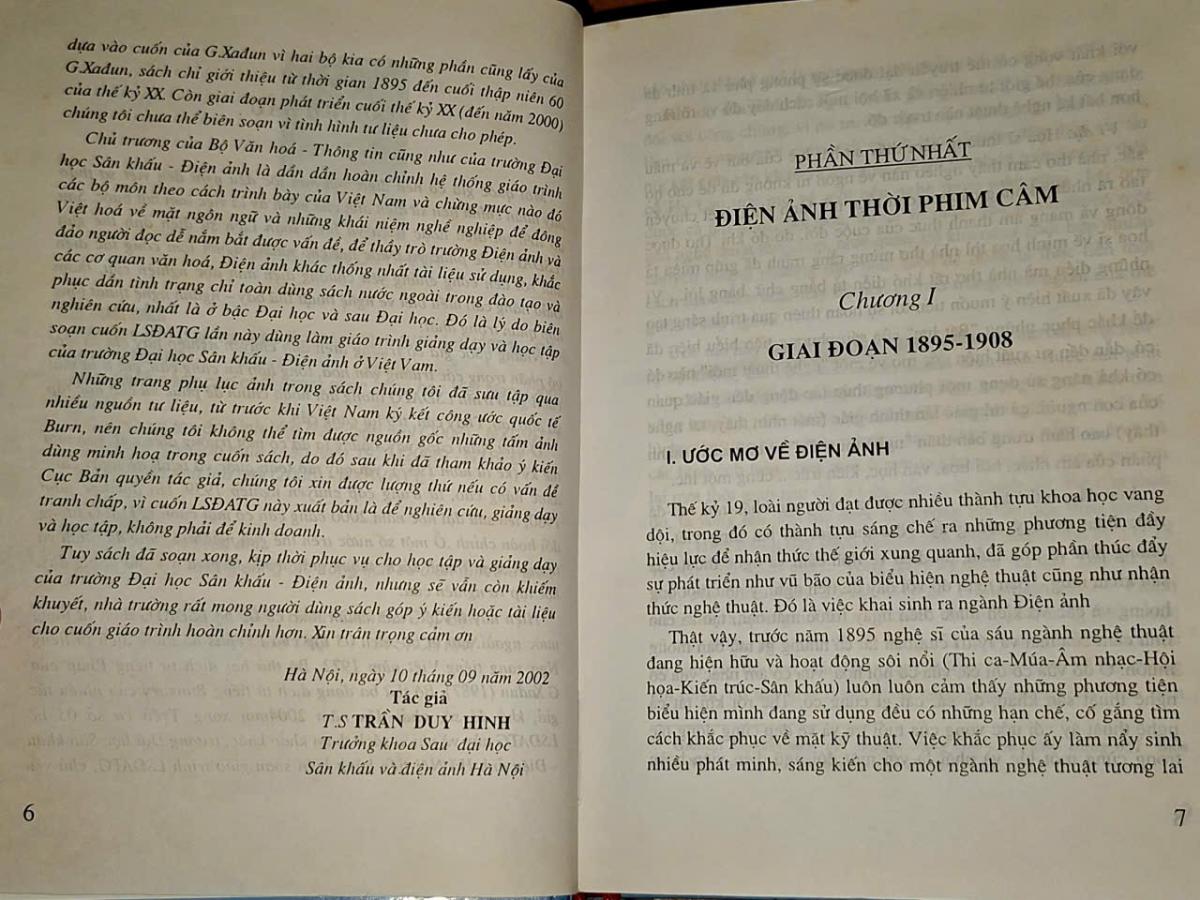 dựa vào cuốn của G.Xađun vì hai bộ kia có những phần cũng lấy của
G.Xađun, sách chỉ giới thiệu từ thời gian 1895 đến cuối thập niên 60
của thế kỷ XX. Còn giai đoạn phát triển cuối thế kỷ XX (đến năm 2000)
chúng tôi chưa thể biên soạn vì tình hình tư liệu chưa cho phép.
Chủ trương của Bộ Văn hoá - Thông tin cũng như của trường Đại
học Sân khấu - Điện ảnh là dần dần hoàn chỉnh hệ thống giáo trình
các bộ môn theo cách trình bày của Việt Nam và chừng mực nào đó
Việt hoá về mặt ngôn ngữ và những khái niệm nghề nghiệp để đông
đảo người đọc dễ nắm bắt được vấn đề, để thầy trò trường Điện ảnh và
các cơ quan văn hoá, Điện ảnh khác thống nhất tài liệu sử dụng, khắc
phục dần tình trạng chỉ toàn dùng sách nước ngoài trong đào tạo và
nghiên cứu, nhất là ở bậc Đại học và sau Đại học. Đó là lý do biên
soạn cuốn LSĐATG lần này dùng làm giáo trình giảng dạy và học tập
của trường Đại học Sân khấu - Điện ảnh ở Việt Vam.
Những trang phụ lục ảnh trong sách chúng tôi đã sưu tập qua
nhiều nguồn tư liệu, từ trước khi Việt Nam ký kết công ước quốc tế
Burn, nên chúng tôi không thể tìm được nguồn gốc những tấm ảnh
dùng minh hoạ trong cuốn sách, do đó sau khi đã tham khảo ý kiến
Cục Bản quyền tác giả, chúng tôi xin được lượng thứ nếu có vấn đề
tranh chấp, vì cuốn LSĐATG này xuất bản là để nghiên cứu, giảng dạy
và học tập, không phải để kinh doanh.
Tuy sách đã soạn xong, kịp thời phục vụ cho học tập và giảng dạy
của trường Đại học Sân khấu - Điện ảnh, nhưng sẽ vẫn còn khiếm
khuyết, nhà trường rất mong người dùng sách góp ý kiến hoặc tài liệu
cho cuốn giáo trình hoàn chỉnh hơn. Xin trân trọng cảm ơn
Hà Nội, ngày 10 tháng 09 năm 2002
Tác giả
T.S TRẦN DUY HINH
Trưởng khoa Sau đại học
Sân khấu và điện ảnh Hà Nội
6
PHẦN THỨ NHẤT
ĐIỆN ẢNH THỜI PHIM CÂM
Chương I
GIAI ĐOẠN 1895-1908
I. ƯỚC MƠ VỀ ĐIỆN ẢNH
Thế kỷ 19, loài người đạt được nhiều thành tựu khoa học vang
dội, trong đó có thành tựu sáng chế ra những phương tiện đầy
hiệu lực để nhận thức thế giới xung quanh, đã góp phần thúc đẩy
sự phát triển như vũ bão của biểu hiện nghệ thuật cũng như nhận
thức nghệ thuật. Đó là việc khai sinh ra ngành Điện ảnh
Thật vậy, trước năm 1895 nghệ sĩ của sáu ngành nghệ thuật
đang hiện hữu và hoạt động sôi nổi (Thi ca-Múa-Âm nhạc-Hội
họa-Kiến trúc-Sân khấu) luôn luôn cảm thấy những phương tiện
biểu hiện mình đang sử dụng đều có những hạn chế, cố gắng tìm
cách khắc phục về mặt kỹ thuật. Việc khắc phục ấy làm nẩy sinh
nhiều phát minh, sáng kiến cho một ngành nghệ thuật tương lai
7